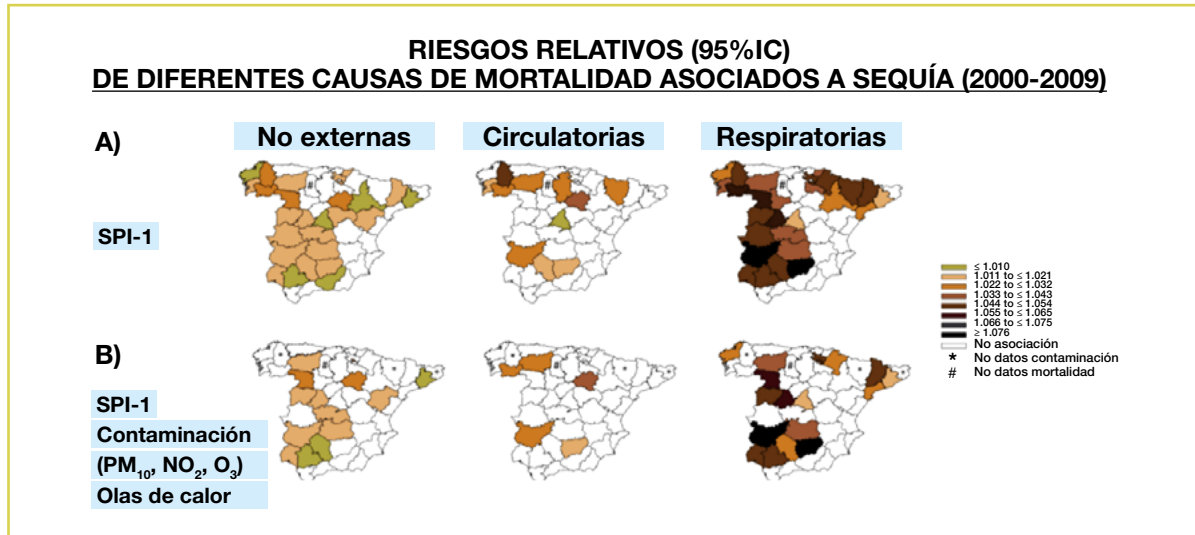 RIESGOS RELATIVOS (95%IC)
DE DIFERENTES CAUSAS DE MORTALIDAD ASOCIADOS A SEQUÍA (2000-2009)
A)
No externas
Circulatorias
Respiratorias
#
#
#
SPI-1
≤ 1.010
1.011 to ≤ 1.021
1.022 to ≤ 1.032
1.033 to ≤ 1.043
1.044 to ≤ 1.054
1.055 to ≤ 1.065
1.066 to ≤ 1.075
≥ 1.076
No asociación
* No datos contaminación
# No datos mortalidad
B)
#
#
#
SPI-1
Contaminación
(PM₁₀, NO₂, O₃)
Olas de calor